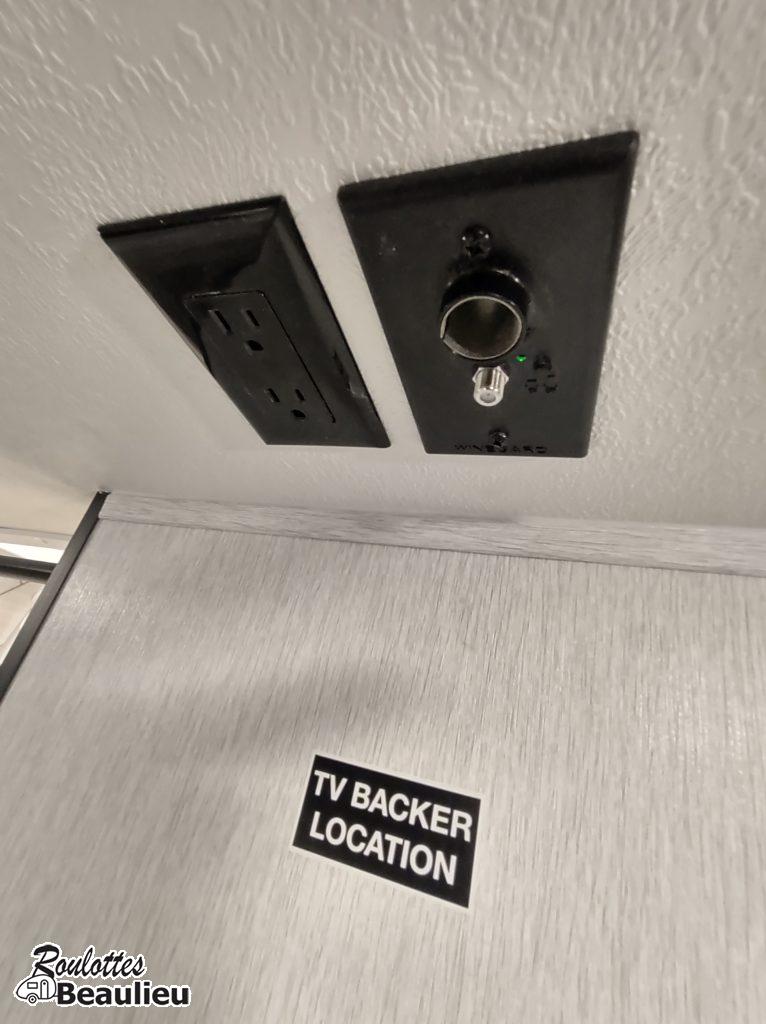 WINEGARD
TV BACKER
LOCATION
Roulottes
Beaulieu